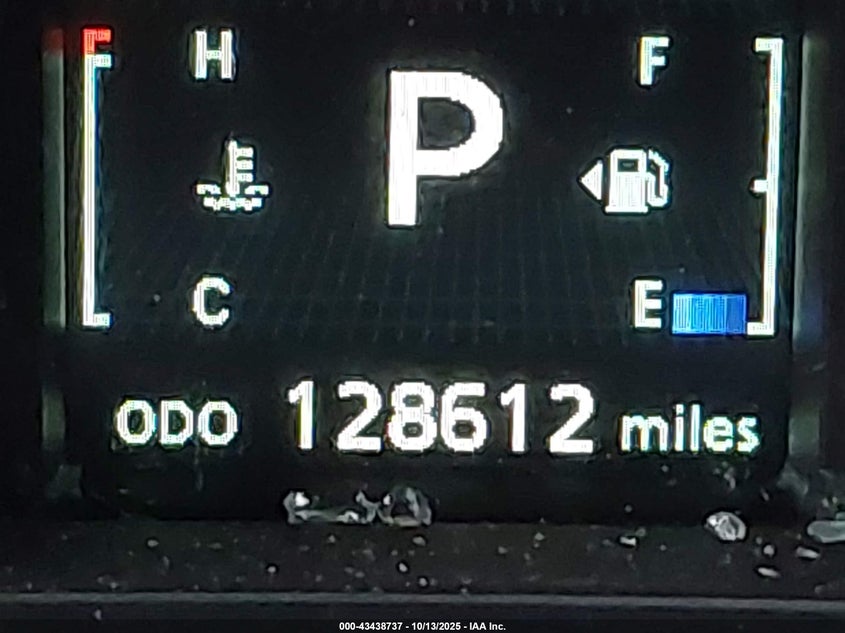 H F
P
C E
ODO 128612 miles
000-43438737 - 10/13/2025 - IAA Inc.